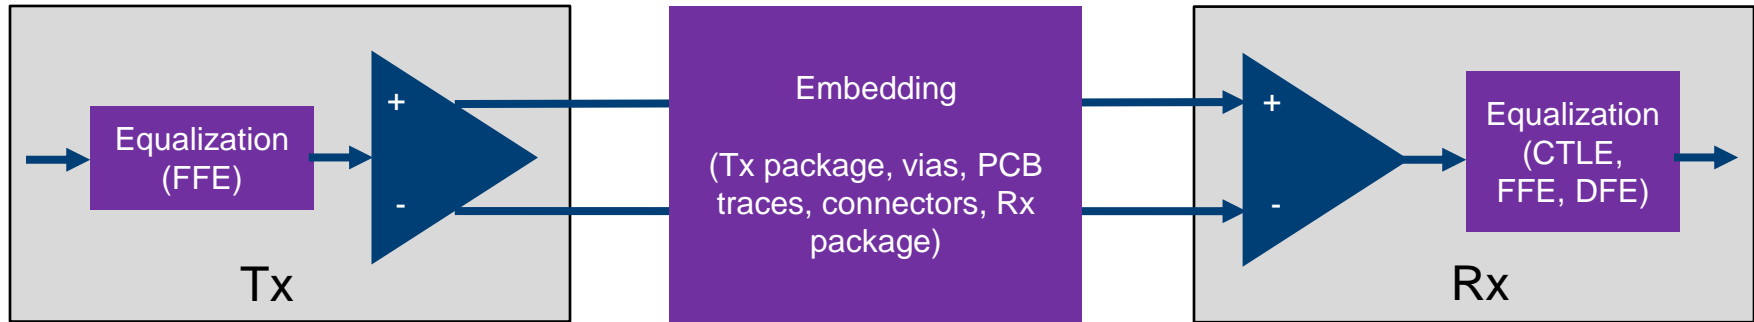 Equalization
(FFE)
+
-
Tx
Embedding
(Tx package, vias, PCB
traces, connectors, Rx
package)
+
-
Equalization
(CTLE,
FFE, DFE)
Rx